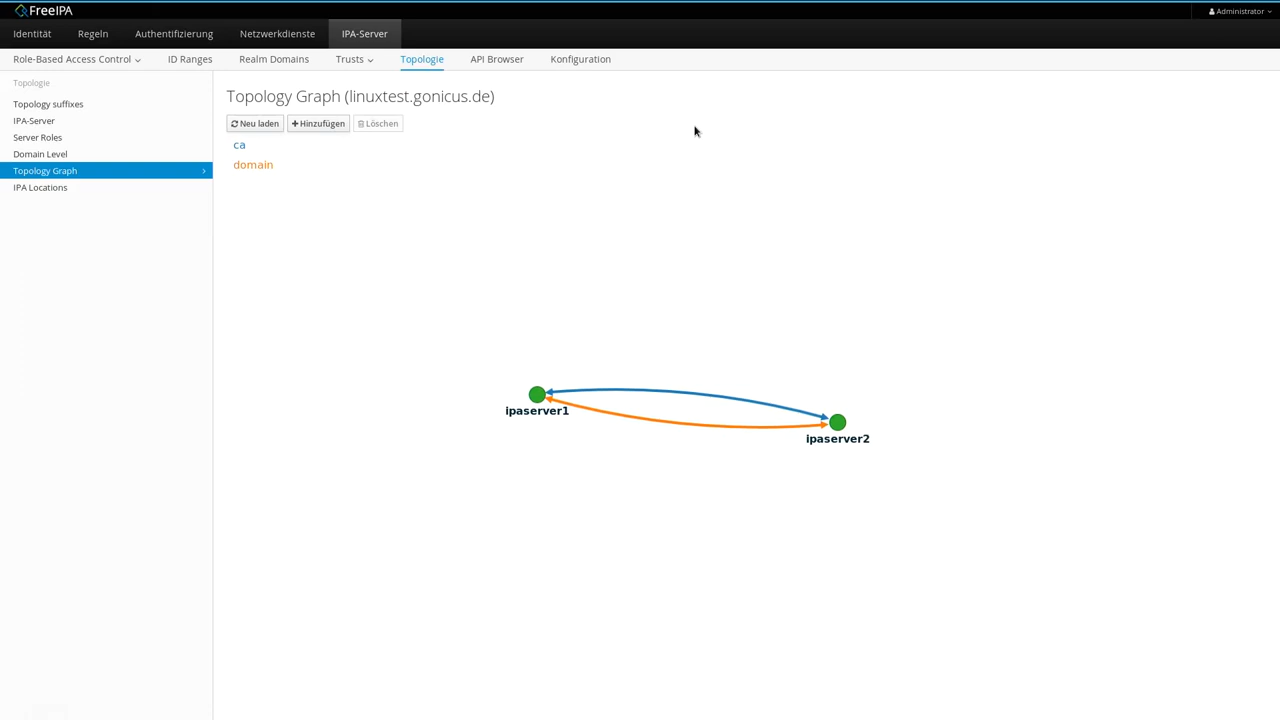 FreeIPA
Administrator
Identität Regeln Authentifizierung Netzwerkdienste IPA-Server
Role-Based Access Control ID Ranges Realm Domains Trusts Topologie API Browser Konfiguration
Topologie
Topology suffixes
IPA-Server
Server Roles
Domain Level
Topology Graph
IPA Locations
Topology Graph (linuxtest.gonicus.de)
Neu laden Hinzufügen Löschen
ca
domain
ipaserver1
ipaserver2